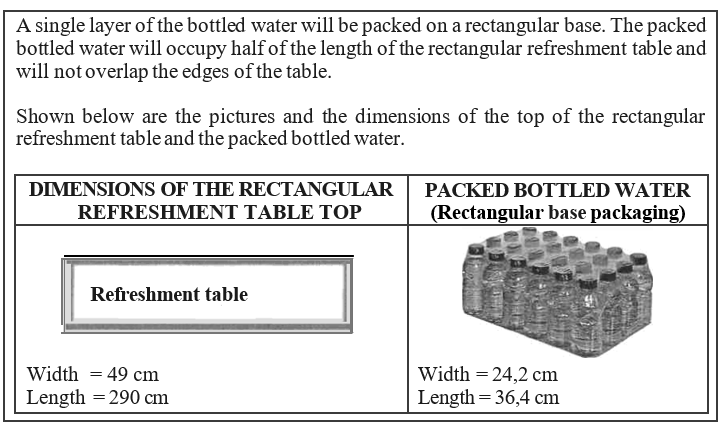 A single layer of the bottled water will be packed on a rectangular base. The packed
bottled water will occupy half of the length of the rectangular refreshment table and
will not overlap the edges of the table.
Shown below are the pictures and the dimensions of the top of the rectangular
refreshment table and the packed bottled water.
DIMENSIONS OF THE RECTANGULAR
REFRESHMENT TABLE TOP
PACKED BOTTLED WATER
(Rectangular base packaging)
Refreshment table
Width = 49 cm
Length = 290 cm
Width = 24,2 cm
Length = 36,4 cm